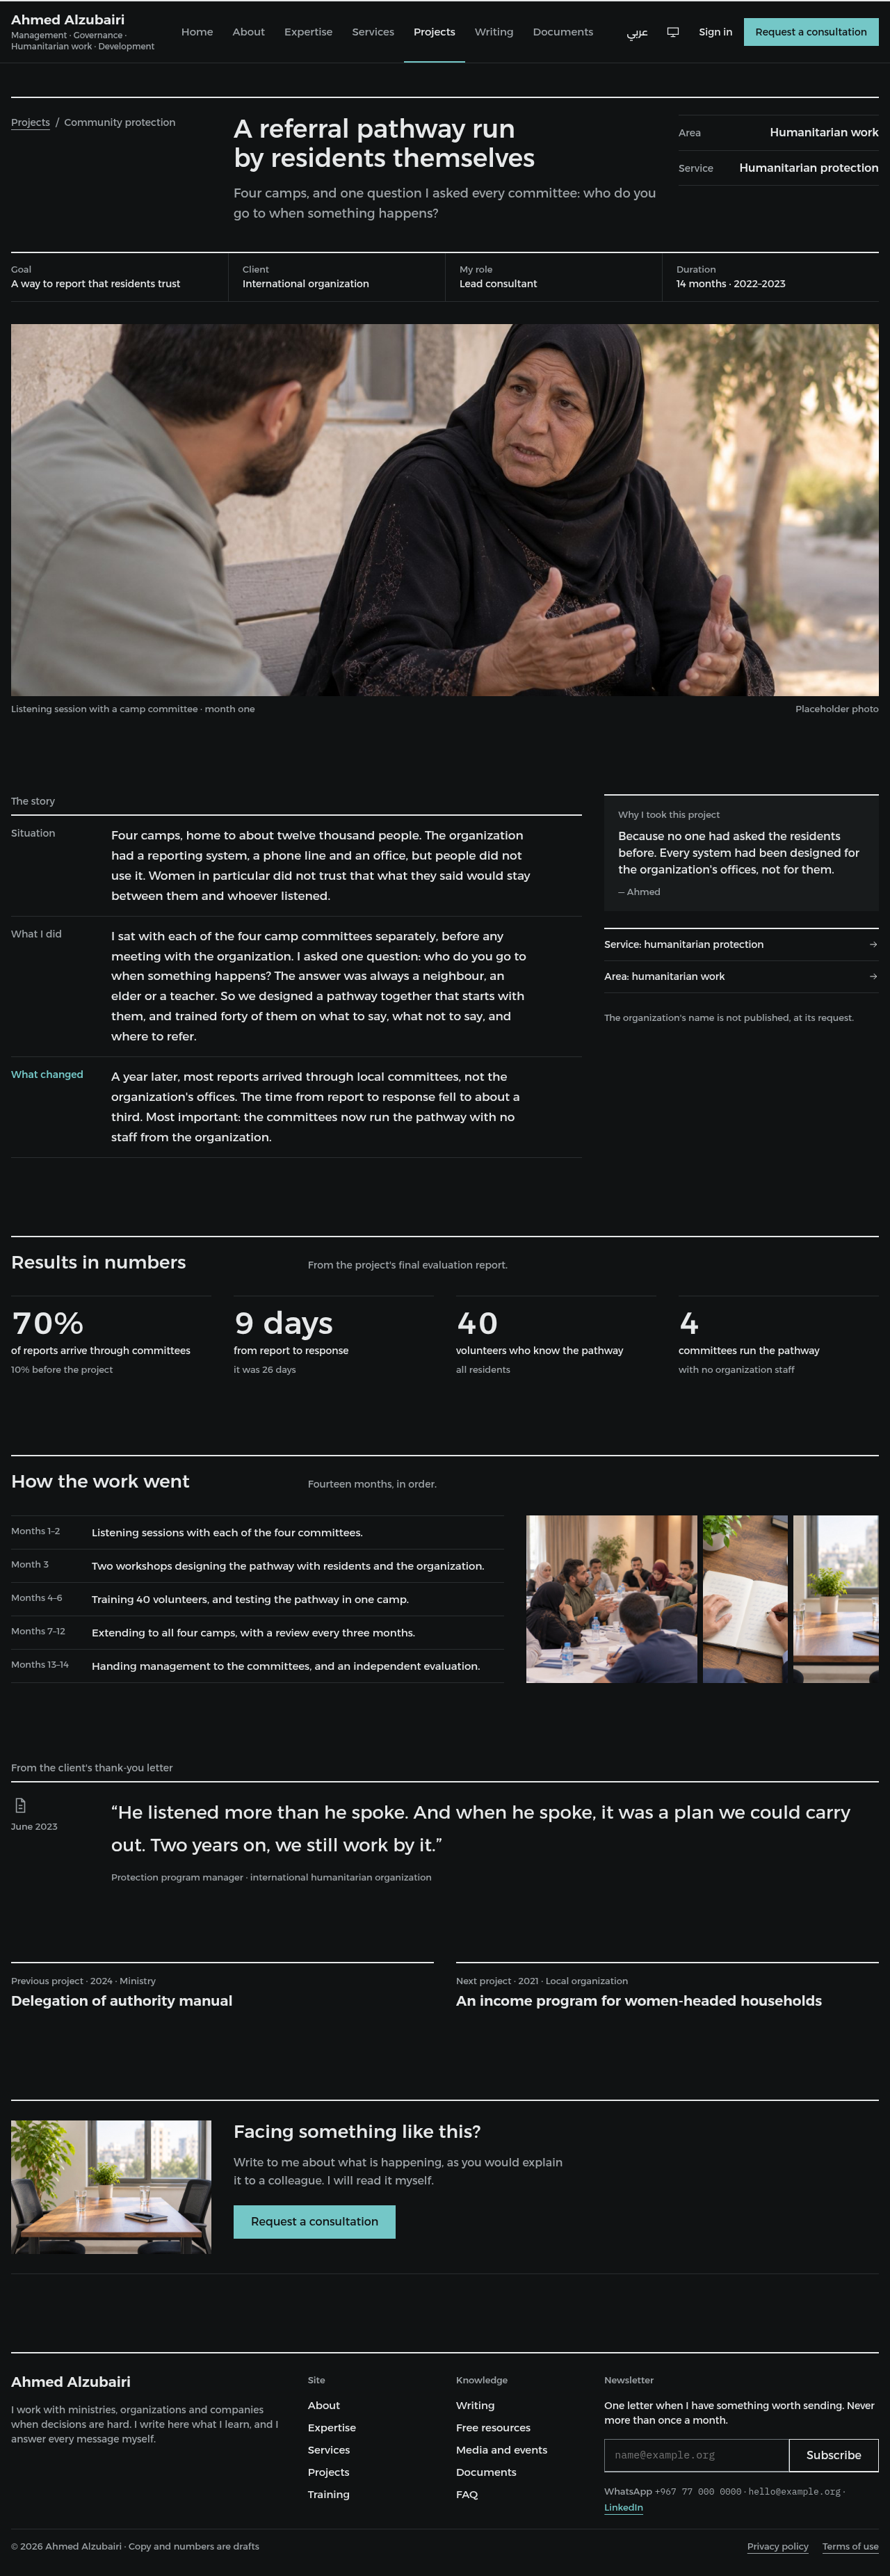 Ahmed Alzubairi
Management · Governance ·
Humanitarian work · Development
Home
About
Expertise
Services
Projects
Writing
Documents
عربي
Sign in
Request a consultation
Projects / Community protection
A referral pathway run
by residents themselves
Four camps, and one question I asked every committee: who do you
go to when something happens?
Area
Humanitarian work
Service
Humanitarian protection
Goal
A way to report that residents trust
Client
International organization
My role
Lead consultant
Duration
14 months · 2022–2023
Listening session with a camp committee · month one
Placeholder photo
The story
Situation
Four camps, home to about twelve thousand people. The organization
had a reporting system, a phone line and an office, but people did not
use it. Women in particular did not trust that what they said would stay
between them and whoever listened.
What I did
I sat with each of the four camp committees separately, before any
meeting with the organization. I asked one question: who do you go to
when something happens? The answer was always a neighbour, an
elder or a teacher. So we designed a pathway together that starts with
them, and trained forty of them on what to say, what not to say, and
where to refer.
What changed
A year later, most reports arrived through local committees, not the
organization's offices. The time from report to response fell to about a
third. Most important: the committees now run the pathway with no
staff from the organization.
Why I took this project
Because no one had asked the residents
before. Every system had been designed for
the organization's offices, not for them.
— Ahmed
Service: humanitarian protection →
Area: humanitarian work →
The organization's name is not published, at its request.
Results in numbers
From the project's final evaluation report.
70%
of reports arrive through committees
10% before the project
9 days
from report to response
it was 26 days
40
volunteers who know the pathway
all residents
4
committees run the pathway
with no organization staff
How the work went
Fourteen months, in order.
Months 1–2
Listening sessions with each of the four committees.
Month 3
Two workshops designing the pathway with residents and the organization.
Months 4–6
Training 40 volunteers, and testing the pathway in one camp.
Months 7–12
Extending to all four camps, with a review every three months.
Months 13–14
Handing management to the committees, and an independent evaluation.
From the client's thank-you letter
June 2023
“He listened more than he spoke. And when he spoke, it was a plan we could carry
out. Two years on, we still work by it.”
Protection program manager · international humanitarian organization
Previous project · 2024 · Ministry
Delegation of authority manual
Next project · 2021 · Local organization
An income program for women-headed households
Facing something like this?
Write to me about what is happening, as you would explain
it to a colleague. I will read it myself.
Request a consultation
Ahmed Alzubairi
I work with ministries, organizations and companies
when decisions are hard. I write here what I learn, and I
answer every message myself.
Site
About
Expertise
Services
Projects
Training
Knowledge
Writing
Free resources
Media and events
Documents
FAQ
Newsletter
One letter when I have something worth sending. Never
more than once a month.
name@example.org
Subscribe
WhatsApp +967 77 000 0000 · hello@example.org ·
LinkedIn
© 2026 Ahmed Alzubairi · Copy and numbers are drafts
Privacy policy
Terms of use